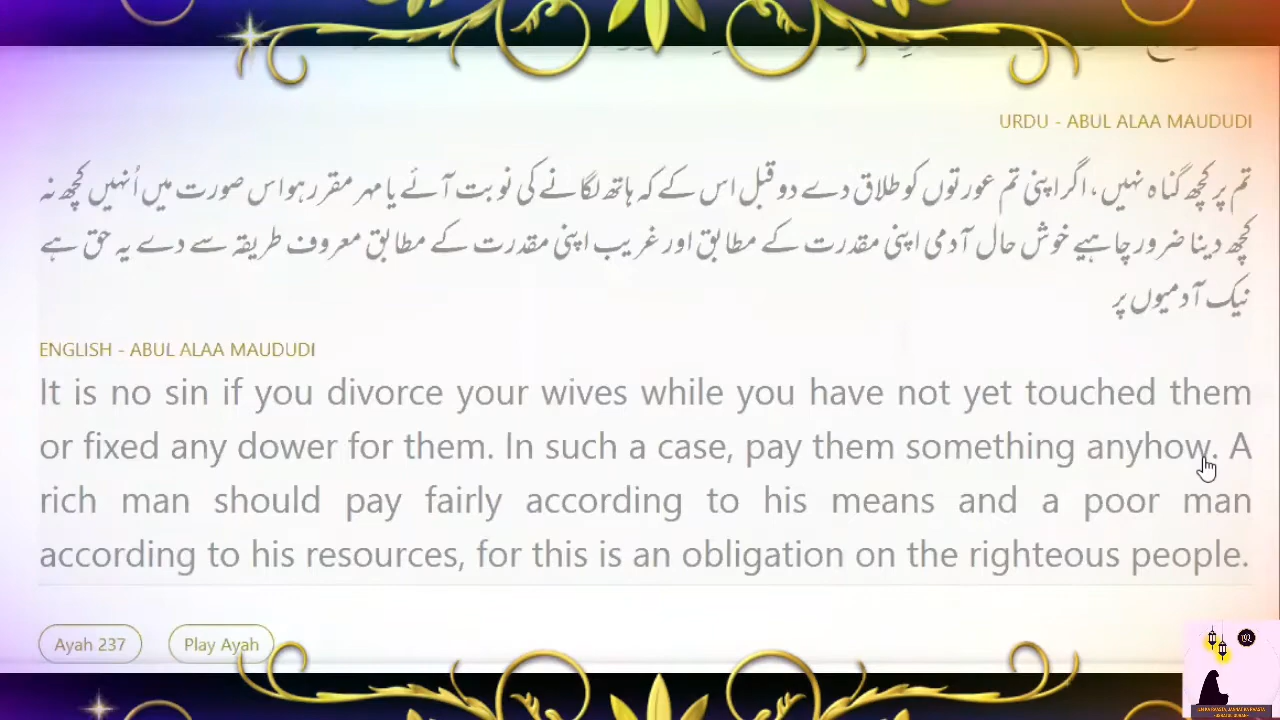 URDU - ABUL ALAA MAUDUDI
تم پر کچھ گناہ نہیں، اگر اپنی تم عورتوں کو طلاق دے دو قبل اس کے کہ ہاتھ لگانے کی نوبت آئے یا مہر مقرر ہو اس صورت میں اُنہیں کچھ نہ
کچھ دینا ضرور چاہیے خوش حال آدمی اپنی مقدرت کے مطابق اور غریب اپنی مقدرت کے مطابق معروف طریقہ سے دے یہ حق ہے
نیک آدمیوں پر
ENGLISH - ABUL ALAA MAUDUDI
It is no sin if you divorce your wives while you have not yet touched them
or fixed any dower for them. In such a case, pay them something anyhow. A
rich man should pay fairly according to his means and a poor man
according to his resources, for this is an obligation on the righteous people.
Ayah 237 Play Ayah